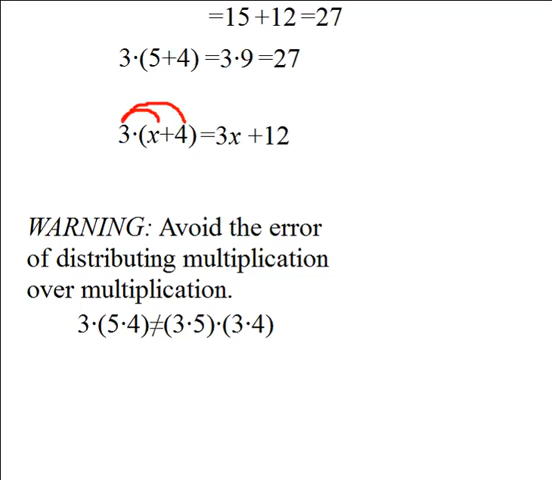 =15+12=27
3·(5+4)=3·9=27
3·(x+4)=3x+12
WARNING: Avoid the error
of distributing multiplication
over multiplication.
3·(5·4)≠(3·5)·(3·4)